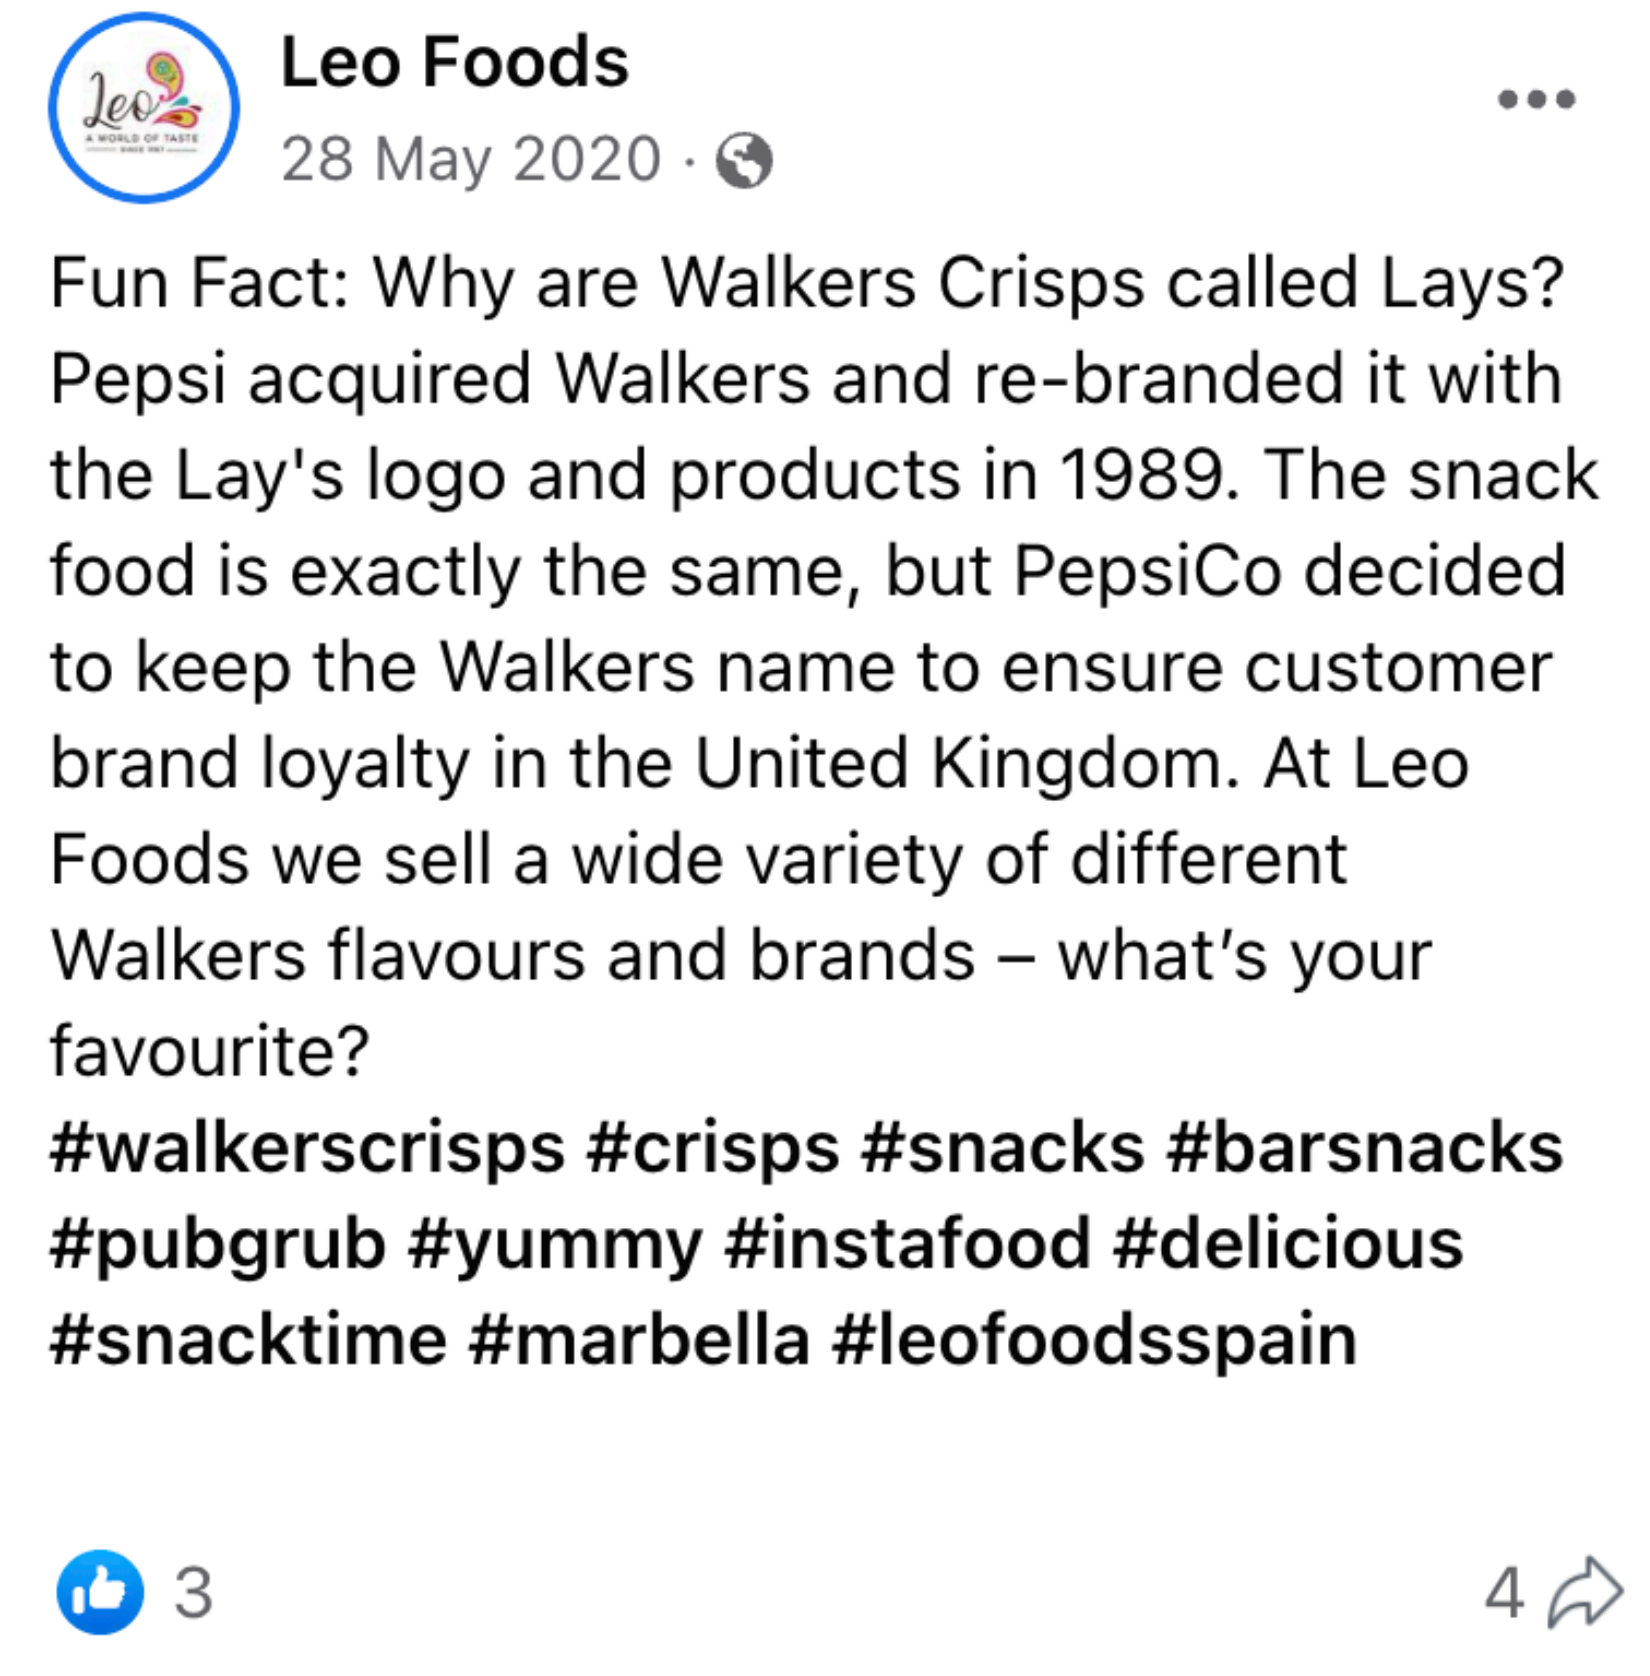 Leo
A WORLD OF TASTE
Leo Foods
28 May 2020 ·
Fun Fact: Why are Walkers Crisps called Lays?
Pepsi acquired Walkers and re-branded it with
the Lay's logo and products in 1989. The snack
food is exactly the same, but PepsiCo decided
to keep the Walkers name to ensure customer
brand loyalty in the United Kingdom. At Leo
Foods we sell a wide variety of different
Walkers flavours and brands – what’s your
favourite?
#walkerscrisps #crisps #snacks #barsnacks
#pubgrub #yummy #instafood #delicious
#snacktime #marbella #leofoodsspain
3
4